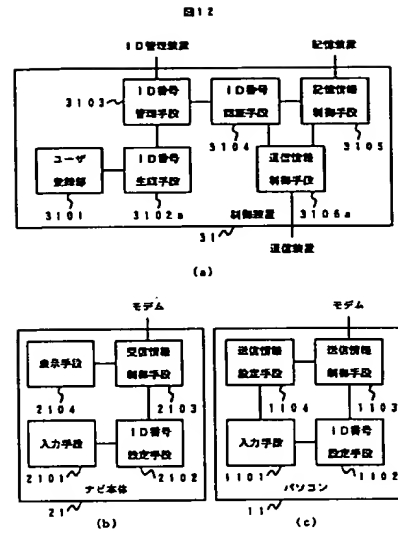 図12
ID管理装置
記憶装置
3103
ID番号
管理手段
ID番号
照亜手段
記憶情報
制御手段
3104
3105
ユーザ
登録部
ID番号
生成手段
通信情報
制御手段
3101
3102a
制御装置
3106a
31
通信装置
(a)
モデム
表示手段
受信情報
制御手段
2104
2103
入力手段
ID番号
設定手段
2101
ナビ本体
2102
21
(b)
モデム
送信情報
設定手段
送信情報
制御手段
1104
1103
入力手段
ID番号
設定手段
1101
パソコン
1102
11
(c)